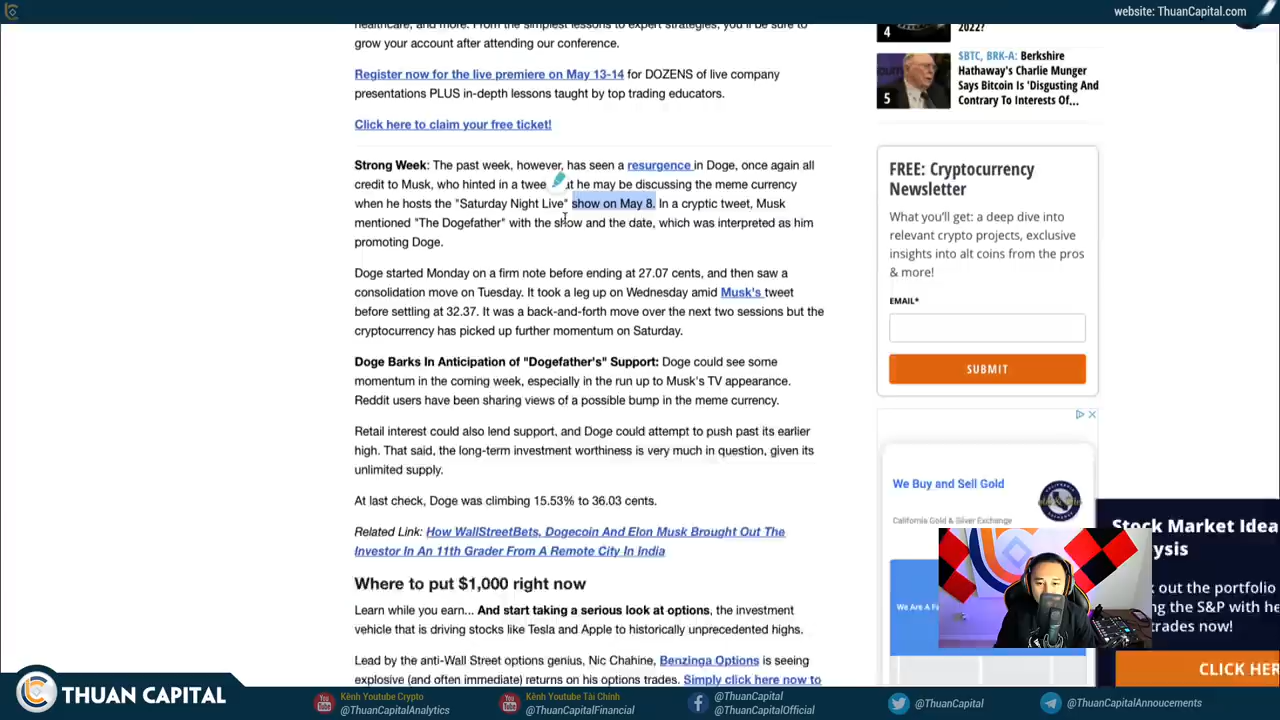 website: ThuanCapital.com
healthcare, and more. From the simplest lessons to expert strategies, you'll be sure to
grow your account after attending our conference.
Register now for the live premiere on May 13-14 for DOZENS of live company
presentations PLUS in-depth lessons taught by top trading educators.
Click here to claim your free ticket!
Strong Week: The past week, however, has seen a resurgence in Doge, once again all
credit to Musk, who hinted in a twee at he may be discussing the meme currency
when he hosts the "Saturday Night Live" show on May 8. In a cryptic tweet, Musk
mentioned "The Dogefather" with the show and the date, which was interpreted as him
promoting Doge.
Doge started Monday on a firm note before ending at 27.07 cents, and then saw a
consolidation move on Tuesday. It took a leg up on Wednesday amid Musk's tweet
before settling at 32.37. It was a back-and-forth move over the next two sessions but the
cryptocurrency has picked up further momentum on Saturday.
Doge Barks In Anticipation of "Dogefather's" Support: Doge could see some
momentum in the coming week, especially in the run up to Musk's TV appearance.
Reddit users have been sharing views of a possible bump in the meme currency.
Retail interest could also lend support, and Doge could attempt to push past its earlier
high. That said, the long-term investment worthiness is very much in question, given its
unlimited supply.
At last check, Doge was climbing 15.53% to 36.03 cents.
Related Link: How WallStreetBets, Dogecoin And Elon Musk Brought Out The
Investor In An 11th Grader From A Remote City In India
Where to put $1,000 right now
Learn while you earn... And start taking a serious look at options, the investment
vehicle that is driving stocks like Tesla and Apple to historically unprecedented highs.
Lead by the anti-Wall Street options genius, Nic Chahine, Benzinga Options is seeing
explosive (and often immediate) returns on his options trades. Simply click here now to
4
2022?
5
$BTC, BRK-A: Berkshire
Hathaway's Charlie Munger
Says Bitcoin Is 'Disgusting And
Contrary To Interests Of...
FREE: Cryptocurrency
Newsletter
What you'll get: a deep dive into
relevant crypto projects, exclusive
insights into alt coins from the pros
& more!
EMAIL*
SUBMIT
We Buy and Sell Gold
California Gold & Silver Exchange
We Are A Fa
Stock Market Idea
ysis
k out the portfolio
ng the S&P with he
trades now!
CLICK HER
THUAN CAPITAL
Kênh Youtube Crypto
@ThuanCapitalAnalytics
Kênh Youtube Tài Chính
@ThuanCapitalFinancial
@ThuanCapital
@ThuanCapitalOfficial
@ThuanCapital
@ThuanCapitalAnnoucements